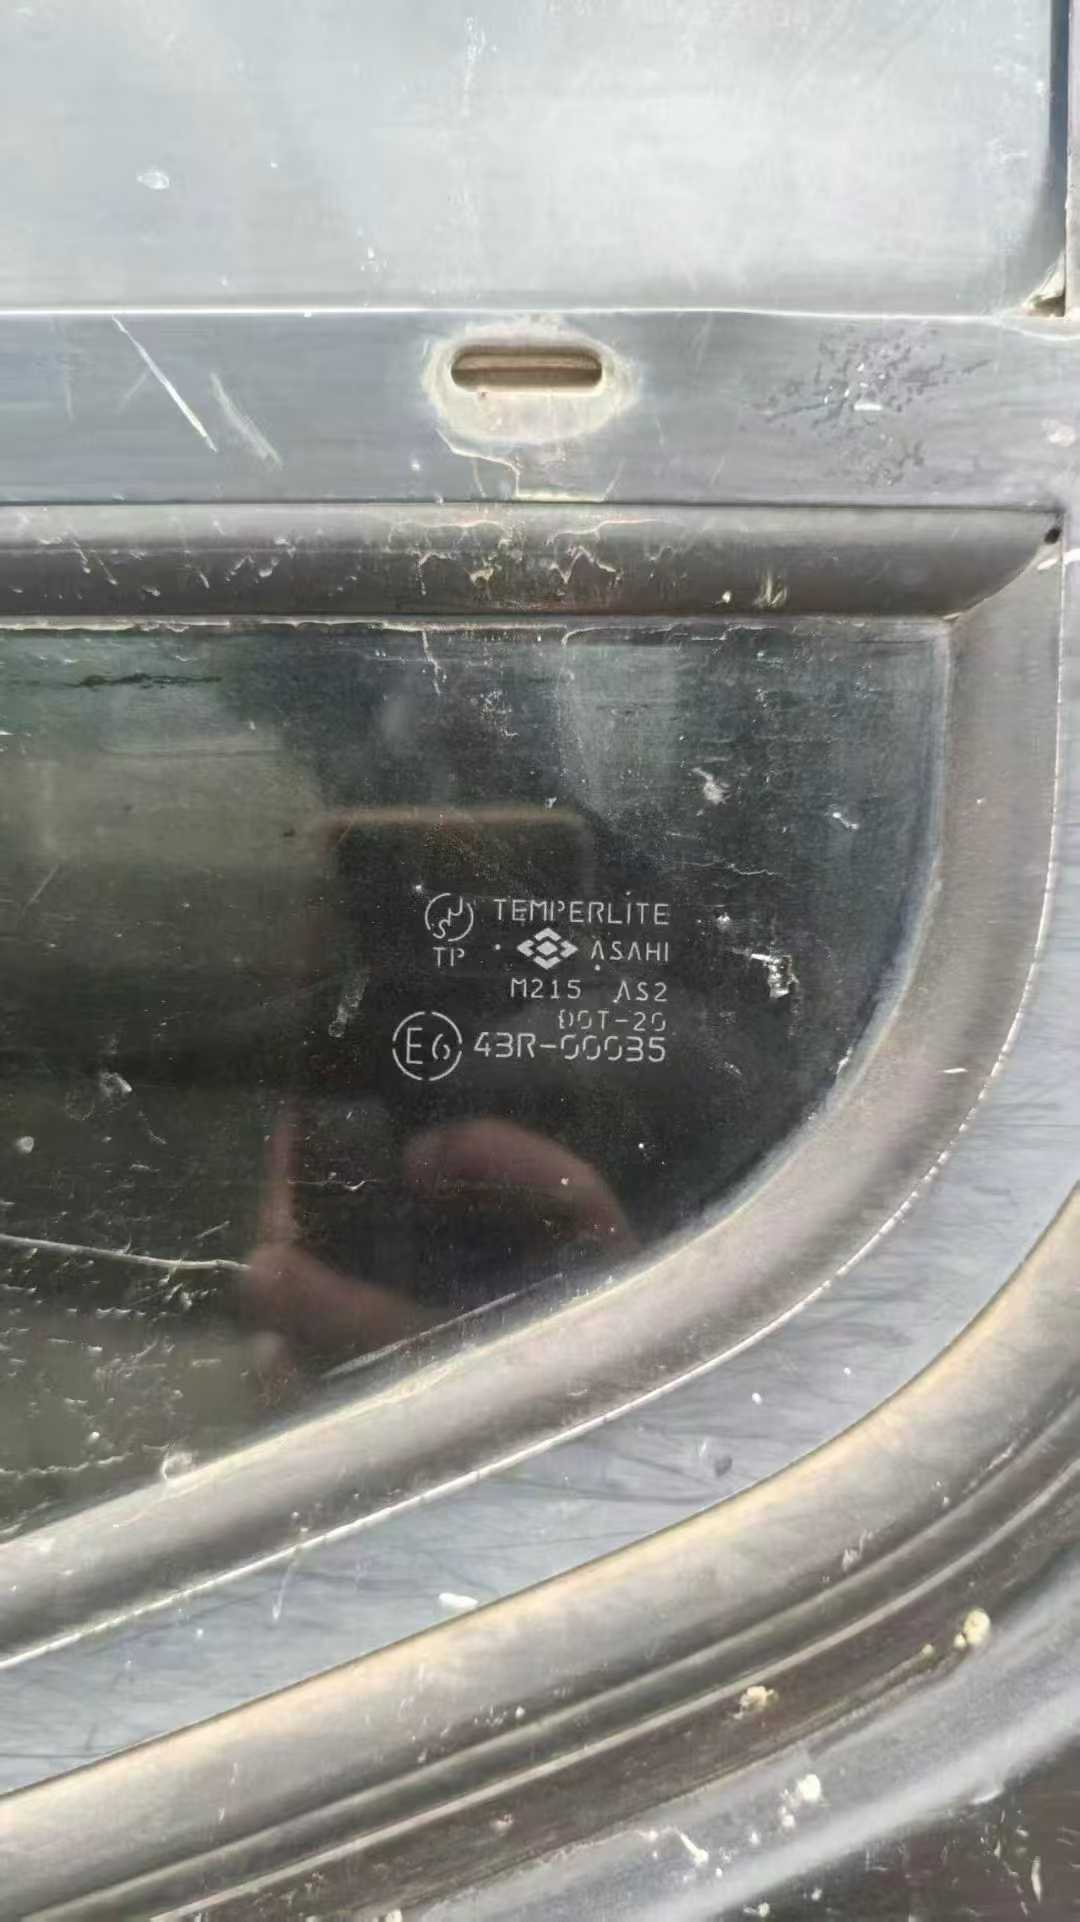 TEMPERLITE
TP ASAHI
M215 AS2
DOT-20
E6 43R-00035